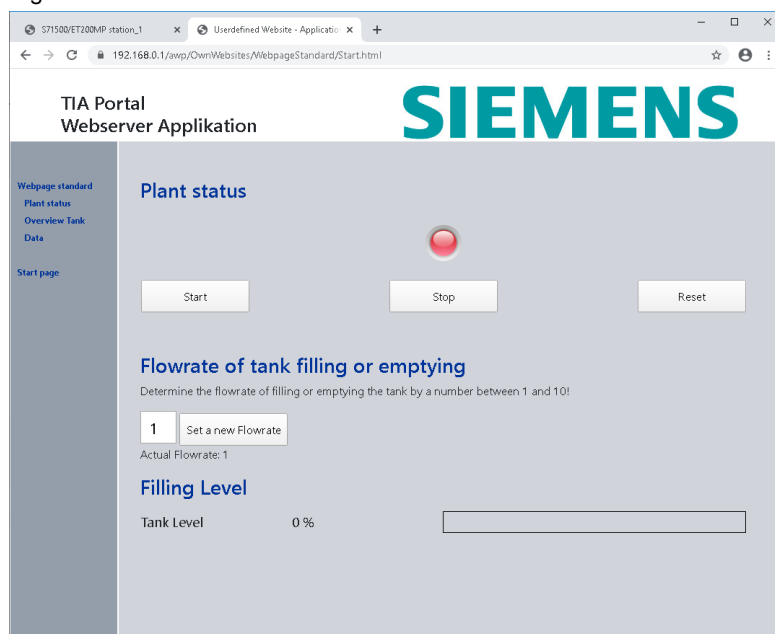 S71500/ET200MP station_1
Userdefined Website - Applicatio
192.168.0.1/awp/OwnWebsites/WebpageStandard/Start.html
TIA Portal
Webserver Applikation
SIEMENS
Webpage standard
Plant status
Overview Tank
Data
Start page
Plant status
Start
Stop
Reset
Flowrate of tank filling or emptying
Determine the flowrate of filling or emptying the tank by a number between 1 and 10!
1
Set a new Flowrate
Actual Flowrate: 1
Filling Level
Tank Level 0 %